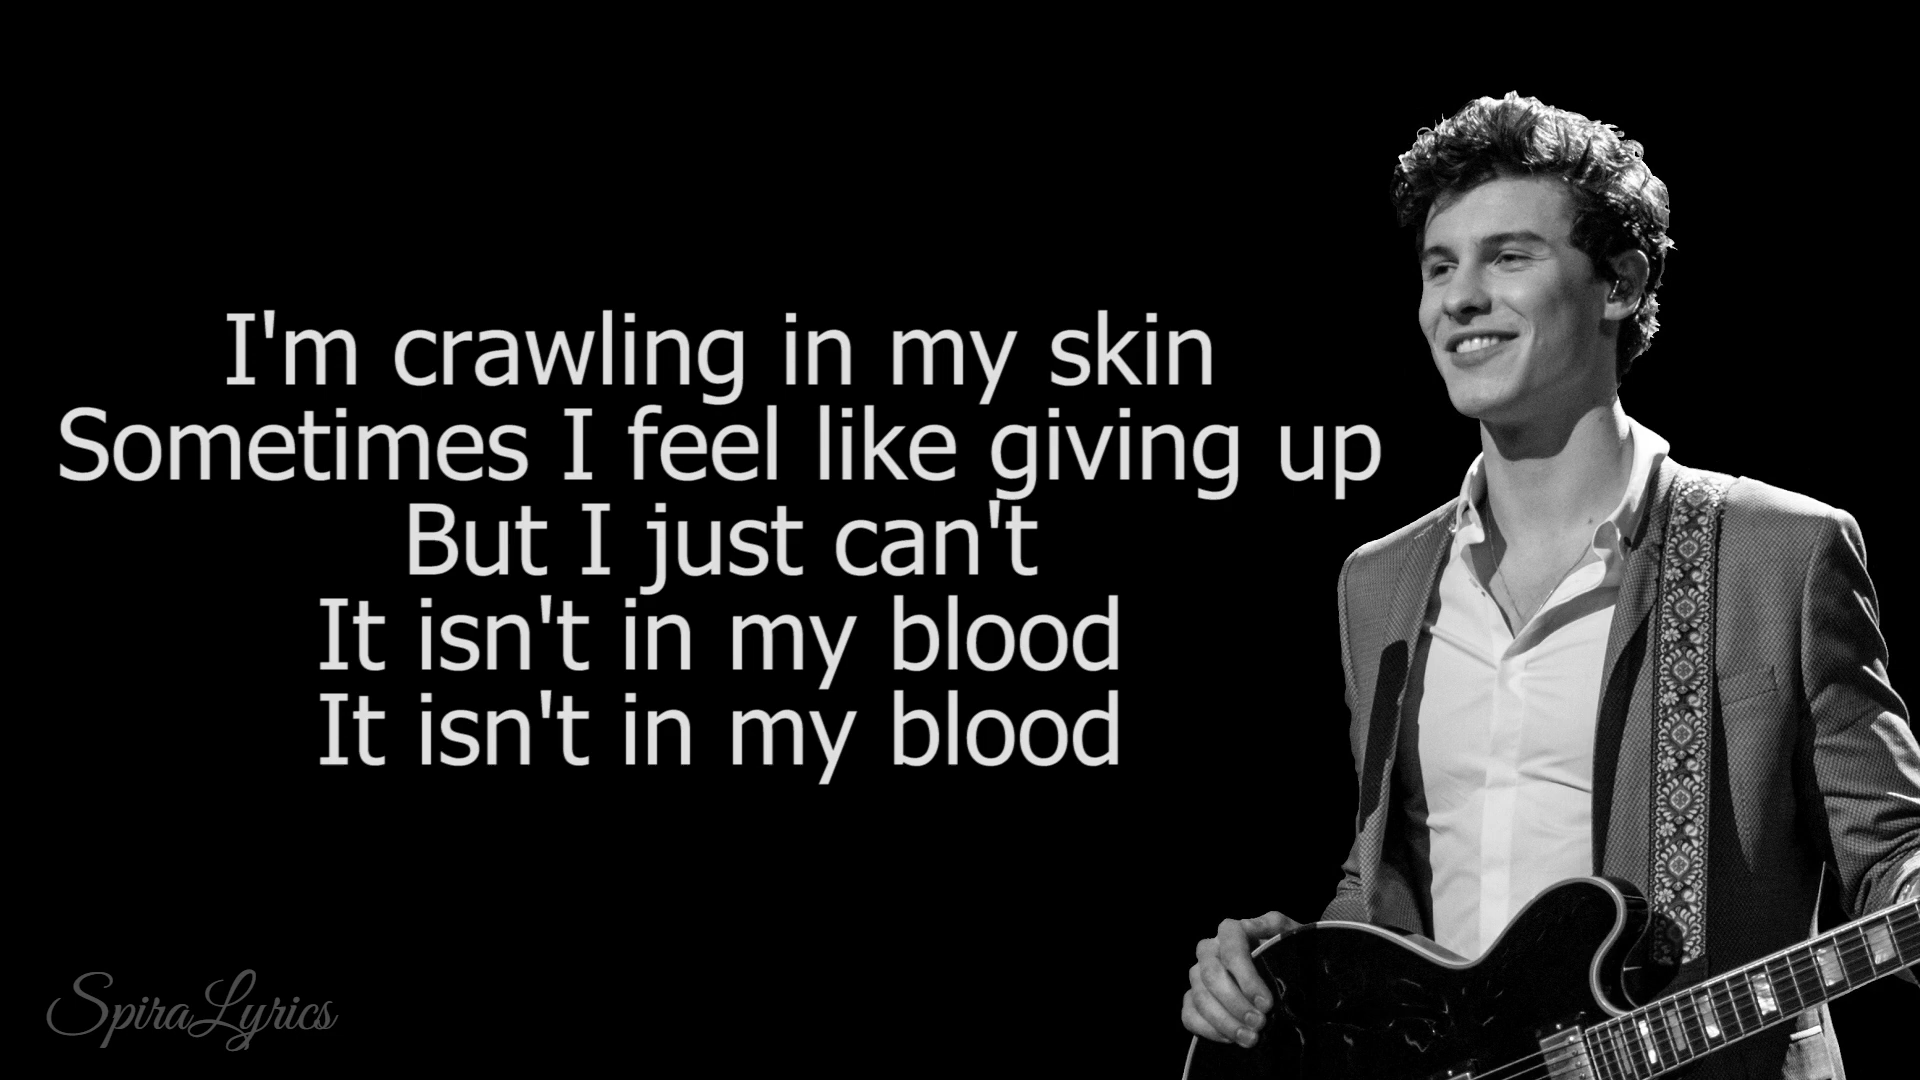 I'm crawling in my skin
Sometimes I feel like giving up
But I just can't
It isn't in my blood
It isn't in my blood
SpiraLyrics